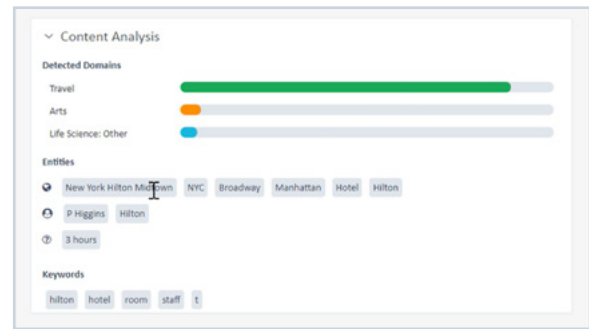 Content Analysis
Detected Domains
Travel
Arts
Life Science: Other
Entities
New York Hilton Midtown NYC Broadway Manhattan Hotel Hilton
P Higgins Hilton
3 hours
Keywords
hilton hotel room staff t